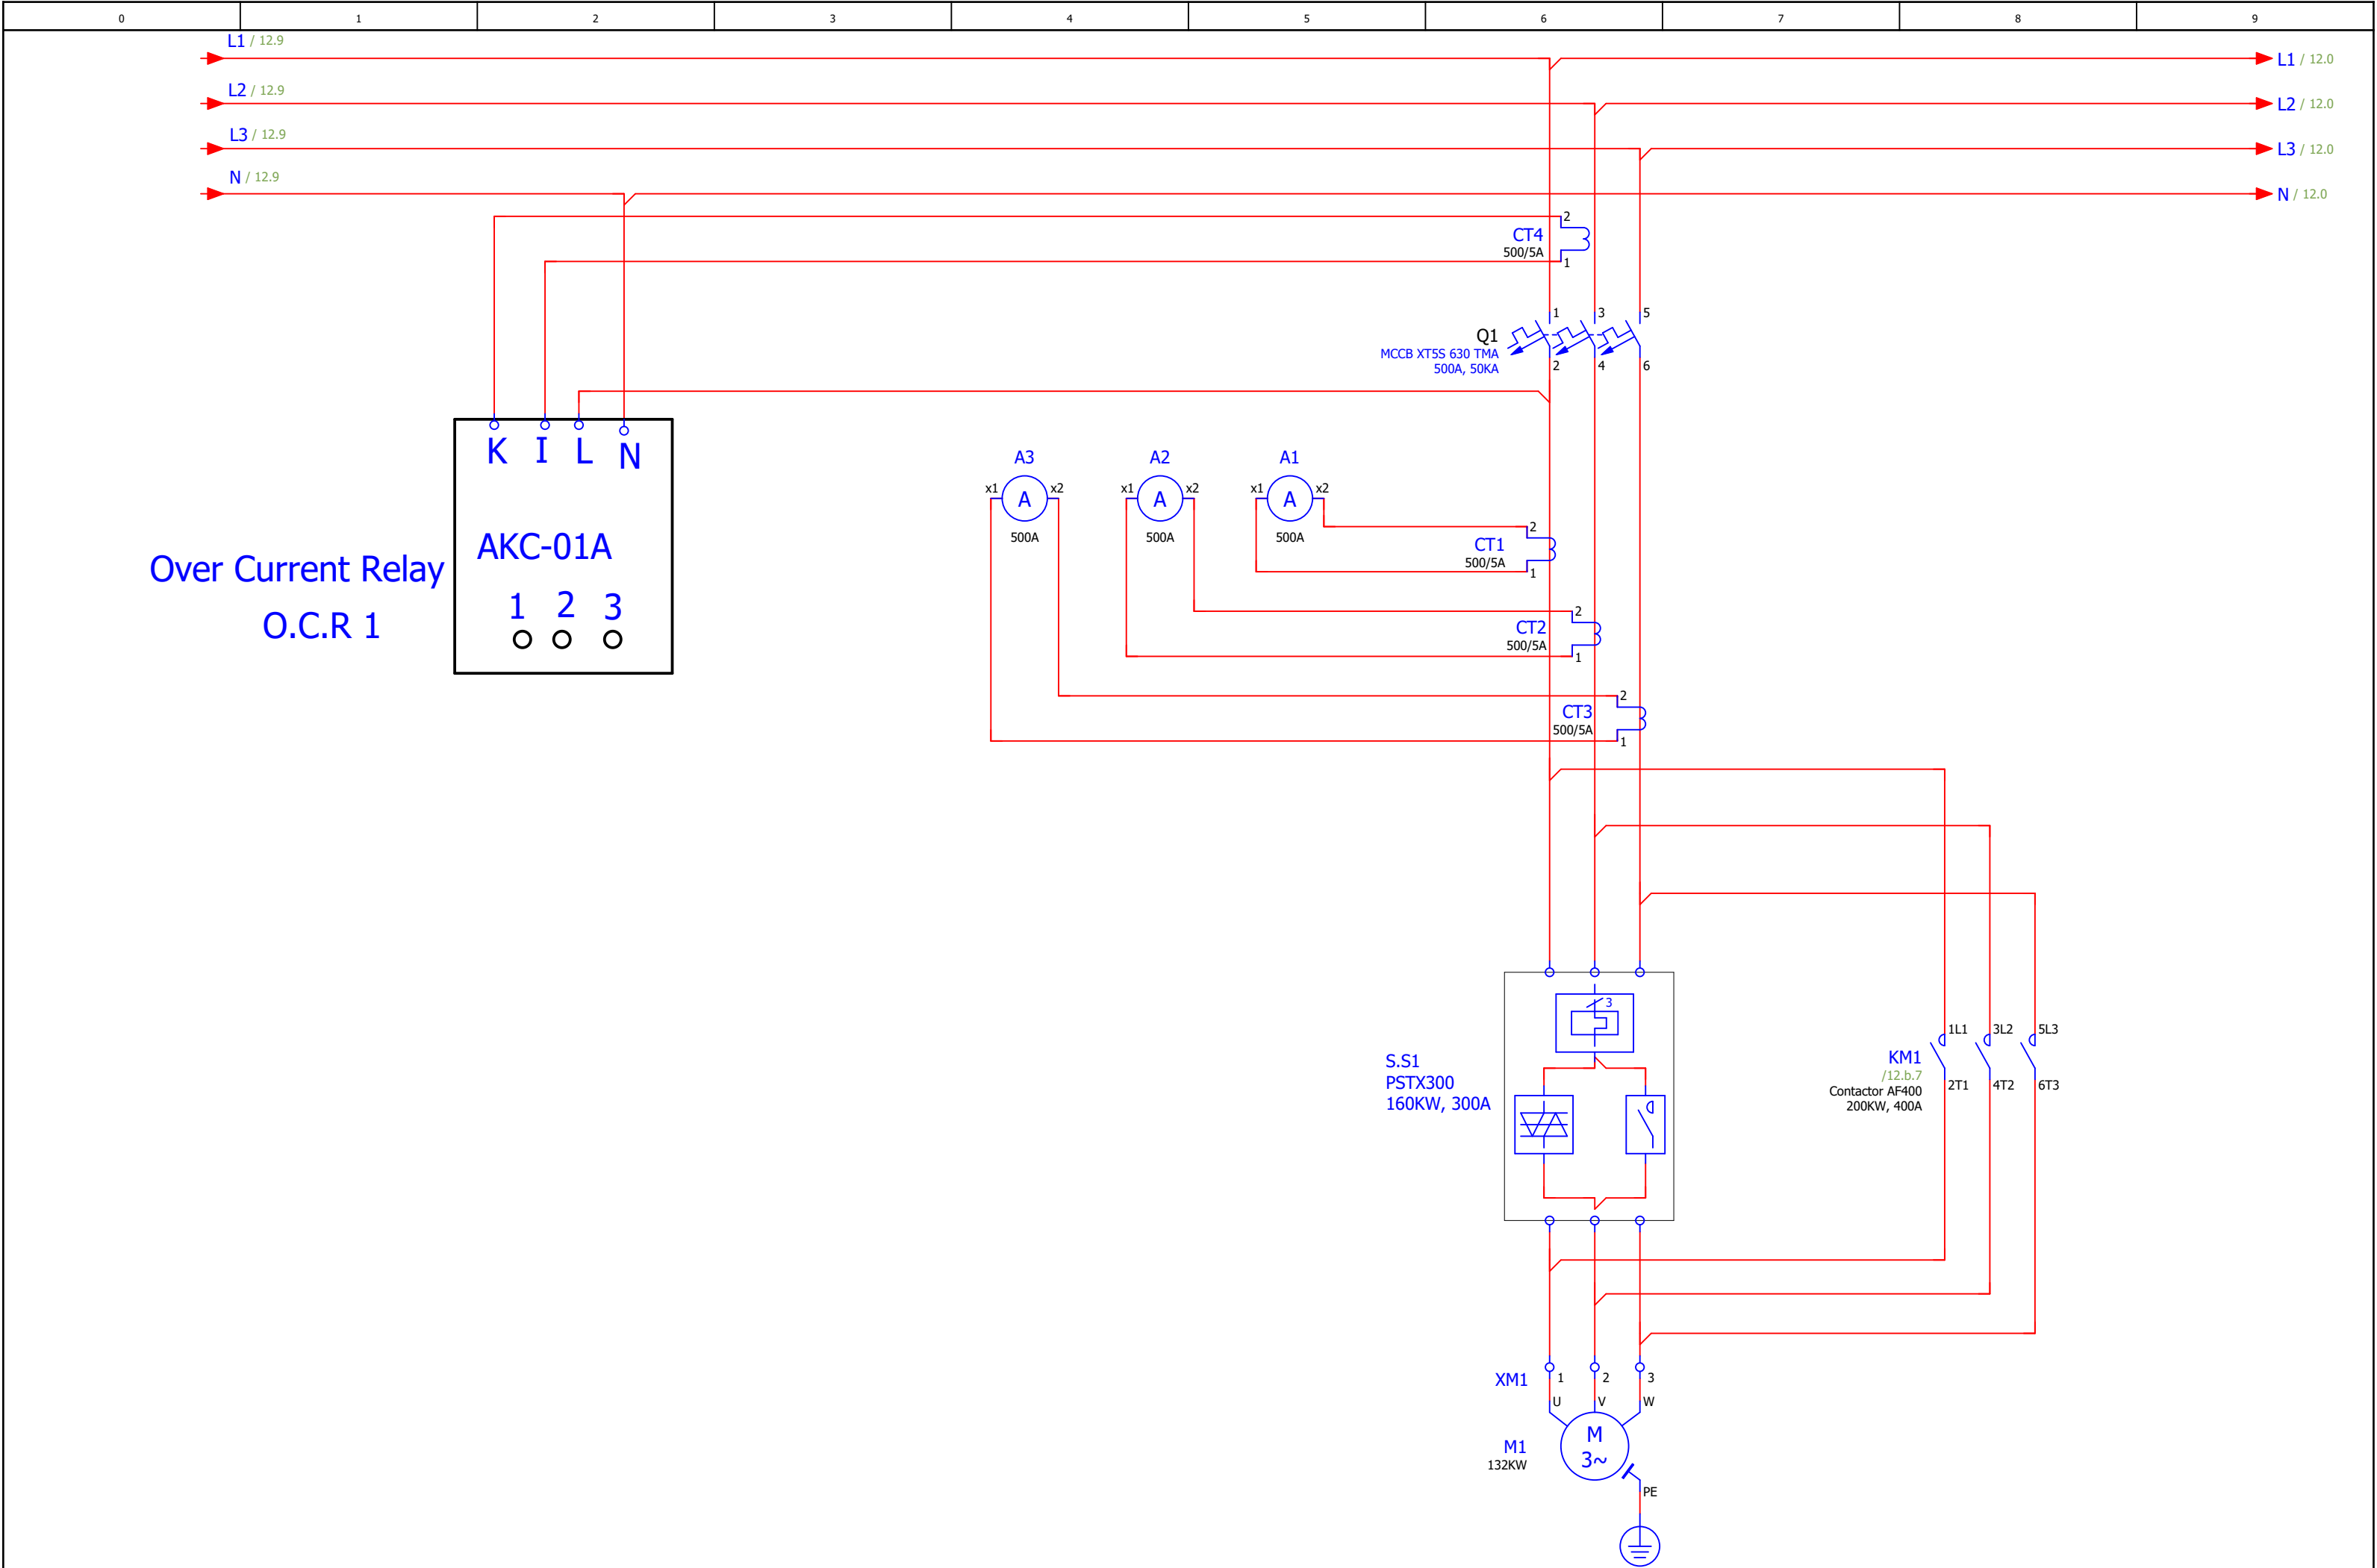 0 1 2 3 4 5 6 7 8 9
L1 / 12.9
L1 / 12.0
L2 / 12.9
L2 / 12.0
L3 / 12.9
L3 / 12.0
N / 12.9
N / 12.0
2
CT4
500/5A
1
1 3 5
Q1
MCCB XT5S 630 TMA
500A, 50KA
2 4 6
K I L N
AKC-01A
1 2 3
Over Current Relay
O.C.R 1
A3 A2 A1
x1 A x2 x1 A x2 x1 A x2
500A 500A 500A
2
CT1
500/5A
1
2
CT2
500/5A
1
2
CT3
500/5A
1
3
S.S1
PSTX300
160KW, 300A
1L1 3L2 5L3
KM1
/12.b.7
Contactor AF400
200KW, 400A
2T1 4T2 6T3
XM1 1 2 3
U V W
M
3~
M1
132KW
PE